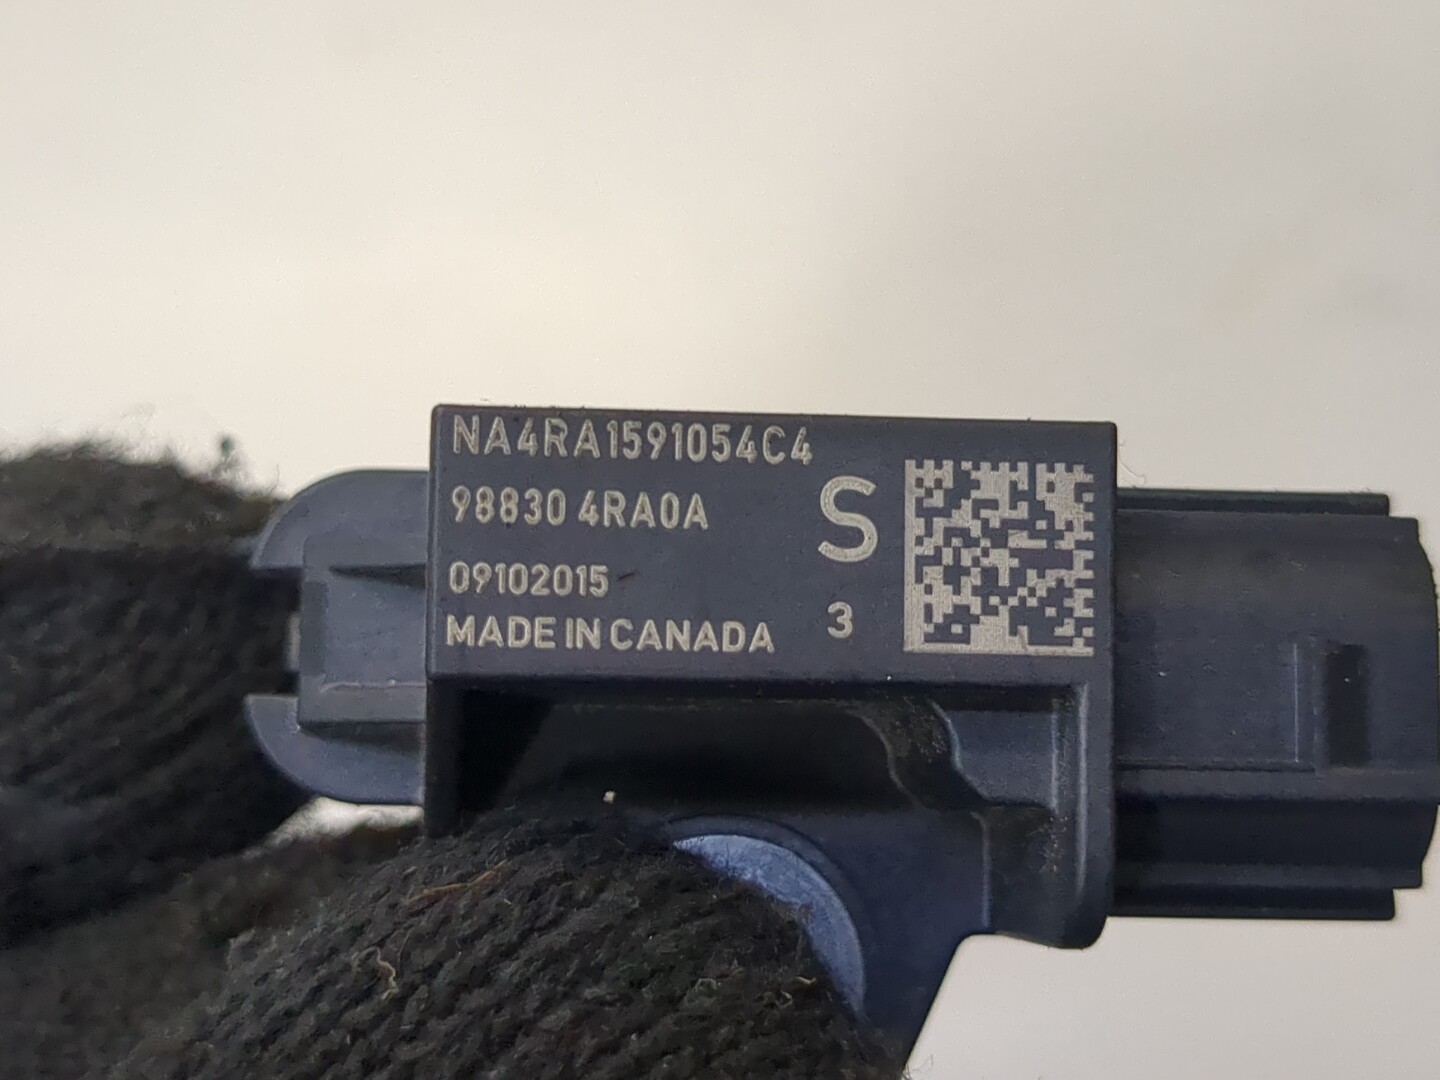 NA4RA1591054C4
98830 4RA0A
S
09102015
MADE IN CANADA
3